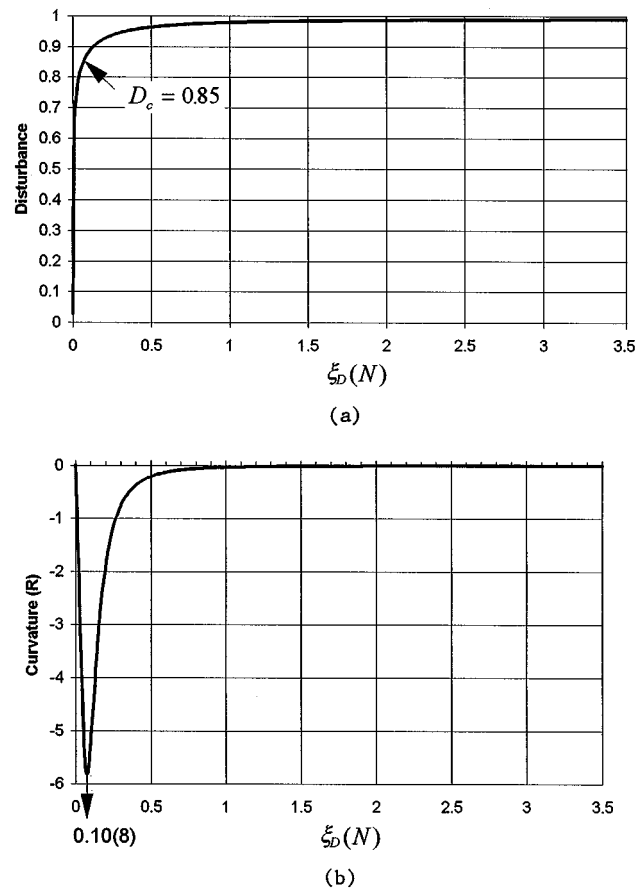 1
0.9
0.8
0.7
0.6
0.5
0.4
0.3
0.2
0.1
0
Disturbance
D_c = 0.85
0 0.5 1 1.5 2 2.5 3 3.5
ξ_D(N)
(a)
0
-1
-2
-3
-4
-5
-6
Curvature (R)
0 0.5 1 1.5 2 2.5 3 3.5
0.10(8)
ξ_D(N)
(b)